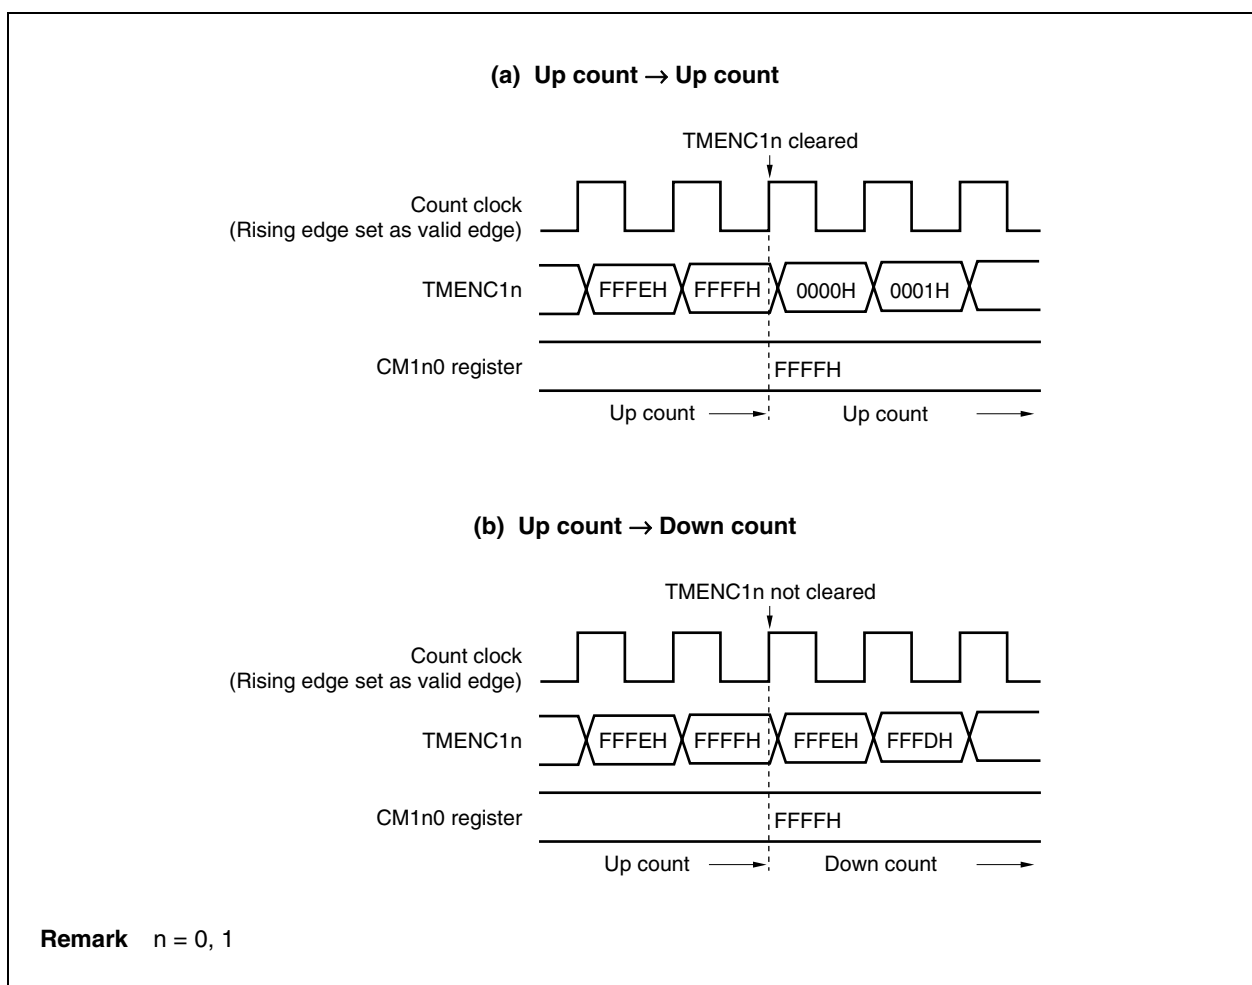 (a) Up count → Up count
TMENC1n cleared
Count clock
(Rising edge set as valid edge)
TMENC1n
FFFEH FFFFH 0000H 0001H
CM1n0 register
FFFFH
Up count Up count
(b) Up count → Down count
TMENC1n not cleared
Count clock
(Rising edge set as valid edge)
TMENC1n
FFFEH FFFFH FFFEH FFFDH
CM1n0 register
FFFFH
Up count Down count
Remark n = 0, 1